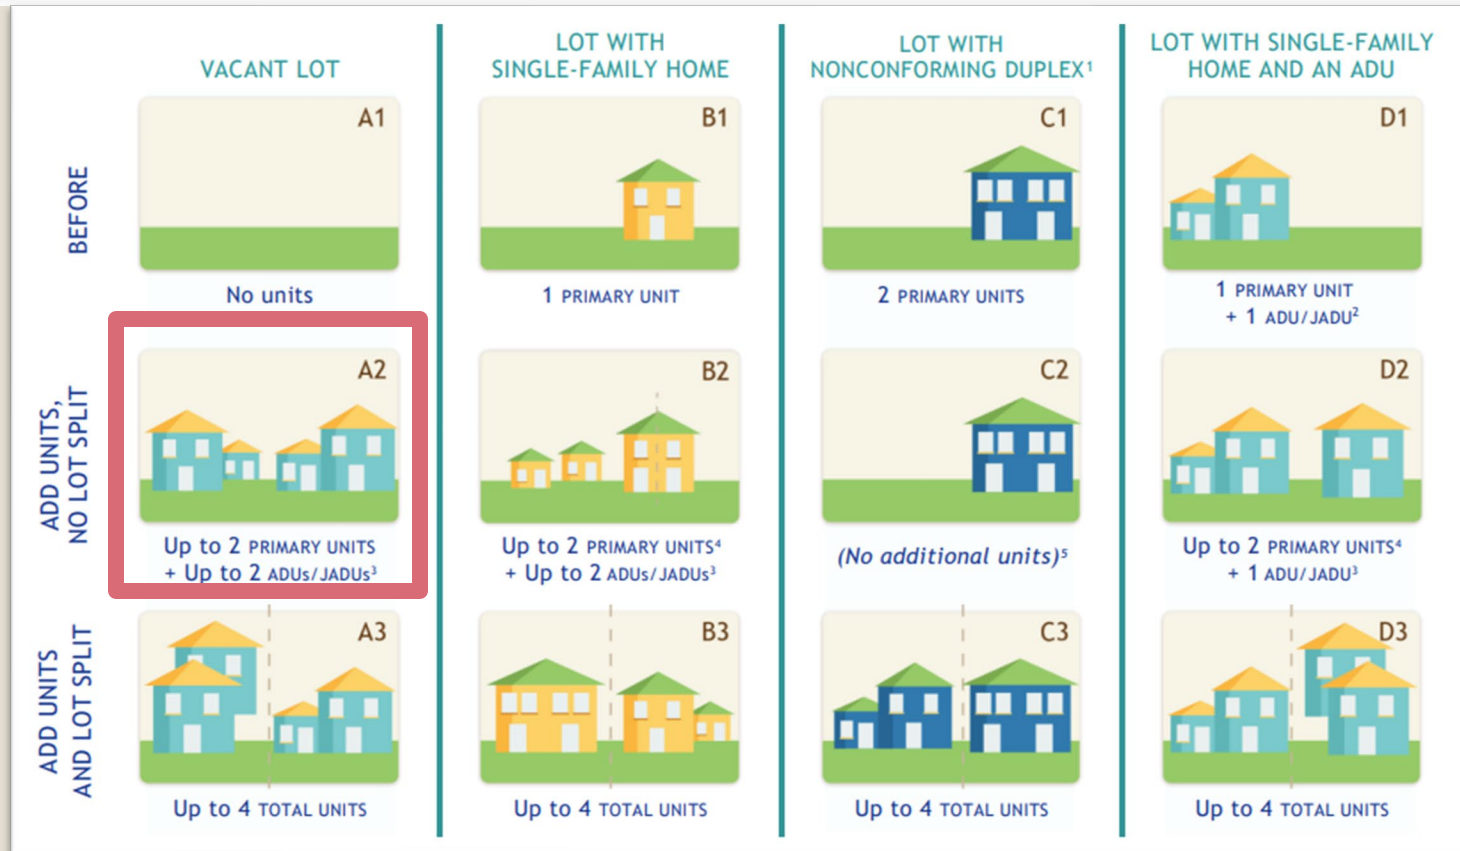 VACANT LOT
LOT WITH
SINGLE-FAMILY HOME
LOT WITH
NONCONFORMING DUPLEX¹
LOT WITH SINGLE-FAMILY
HOME AND AN ADU
BEFORE
A1
B1
C1
D1
No units
1 PRIMARY UNIT
2 PRIMARY UNITS
1 PRIMARY UNIT
+ 1 ADU/JADU²
ADD UNITS,
NO LOT SPLIT
A2
B2
C2
D2
Up to 2 PRIMARY UNITS
+ Up to 2 ADUs/JADUs³
Up to 2 PRIMARY UNITS⁴
+ Up to 2 ADUs/JADUs³
(No additional units)⁵
Up to 2 PRIMARY UNITS⁴
+ 1 ADU/JADU³
ADD UNITS
AND LOT SPLIT
A3
B3
C3
D3
Up to 4 TOTAL UNITS
Up to 4 TOTAL UNITS
Up to 4 TOTAL UNITS
Up to 4 TOTAL UNITS